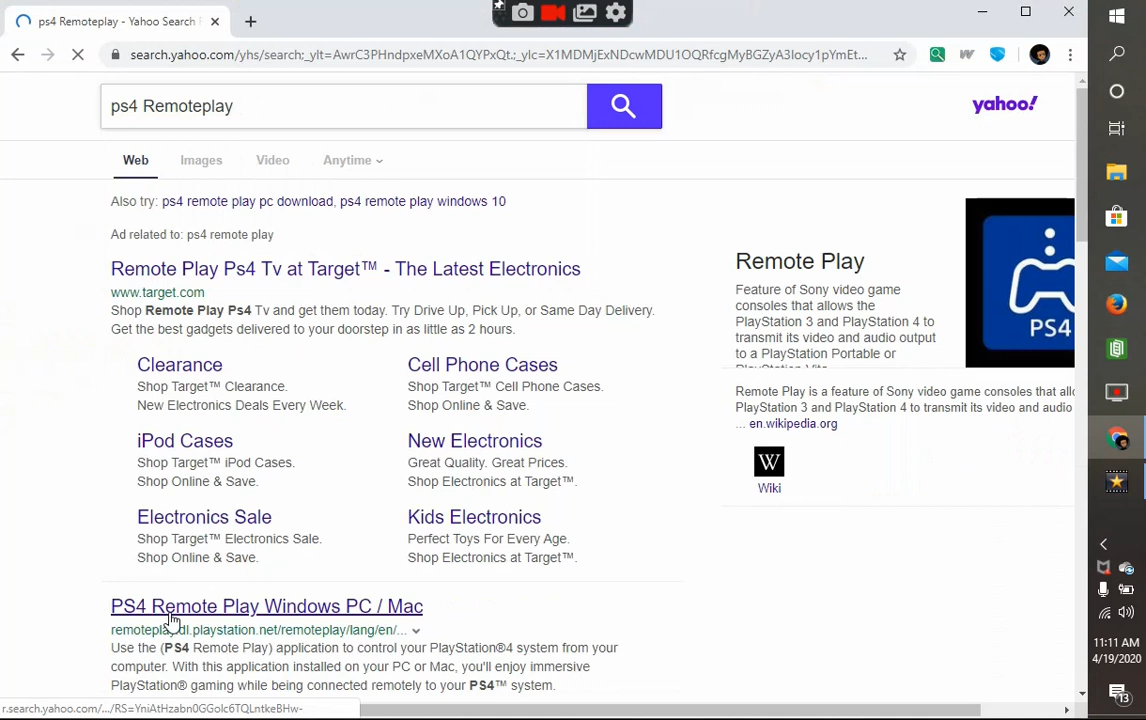 ps4 Remoteplay - Yahoo Search
search.yahoo.com/yhs/search;_ylt=AwrC3PHndpxeMXoA1QYPxQt.;_ylc=X1MDMjExNDcwMDU1OQRfcgMyBGZyA3locy1pYmEt...
ps4 Remoteplay
yahoo!
Web Images Video Anytime
Also try: ps4 remote play pc download, ps4 remote play windows 10
Ad related to: ps4 remote play
Remote Play Ps4 Tv at Target™ - The Latest Electronics
www.target.com
Shop Remote Play Ps4 Tv and get them today. Try Drive Up, Pick Up, or Same Day Delivery.
Get the best gadgets delivered to your doorstep in as little as 2 hours.
Clearance
Shop Target™ Clearance.
New Electronics Deals Every Week.
Cell Phone Cases
Shop Target™ Cell Phone Cases.
Shop Online & Save.
iPod Cases
Shop Target™ iPod Cases.
Shop Online & Save.
New Electronics
Great Quality. Great Prices.
Shop Electronics at Target™.
Electronics Sale
Shop Target™ Electronics Sale.
Shop Online & Save.
Kids Electronics
Perfect Toys For Every Age.
Shop Electronics at Target™.
PS4 Remote Play Windows PC / Mac
remoteplay.dl.playstation.net/remoteplay/lang/en/...
Use the (PS4 Remote Play) application to control your PlayStation®4 system from your
computer. With this application installed on your PC or Mac, you'll enjoy immersive
PlayStation® gaming while being connected remotely to your PS4™ system.
Remote Play
Feature of Sony video game
consoles that allows the
PlayStation 3 and PlayStation 4 to
transmit its video and audio output
to a PlayStation Portable or
PlayStation Vita
PS4
Remote Play is a feature of Sony video game consoles that
PlayStation 3 and PlayStation 4 to transmit its video and audio
... en.wikipedia.org
W
Wiki
r.search.yahoo.com/.../RS=YniAtHzabn0GGolc6TQLntkeBHw-
11:11 AM
4/19/2020
13